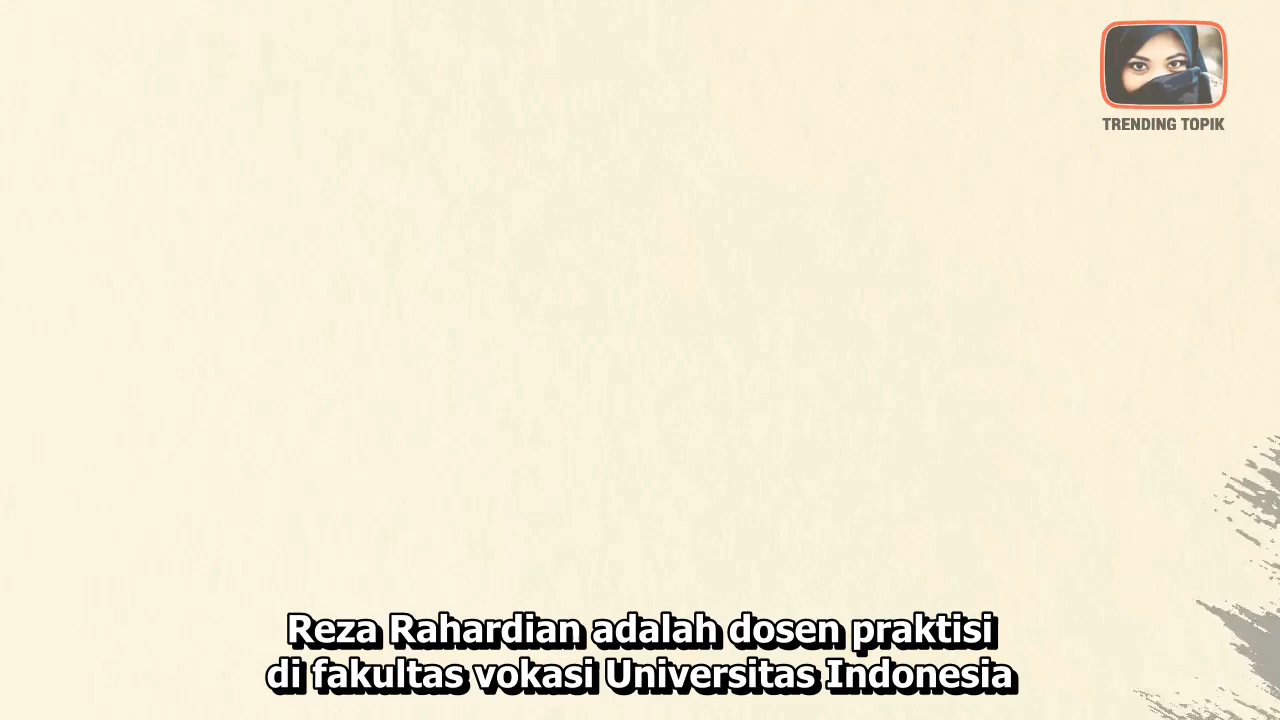 TRENDING TOPIK
Reza Rahardian adalah dosen praktisi
di fakultas vokasi Universitas Indonesia